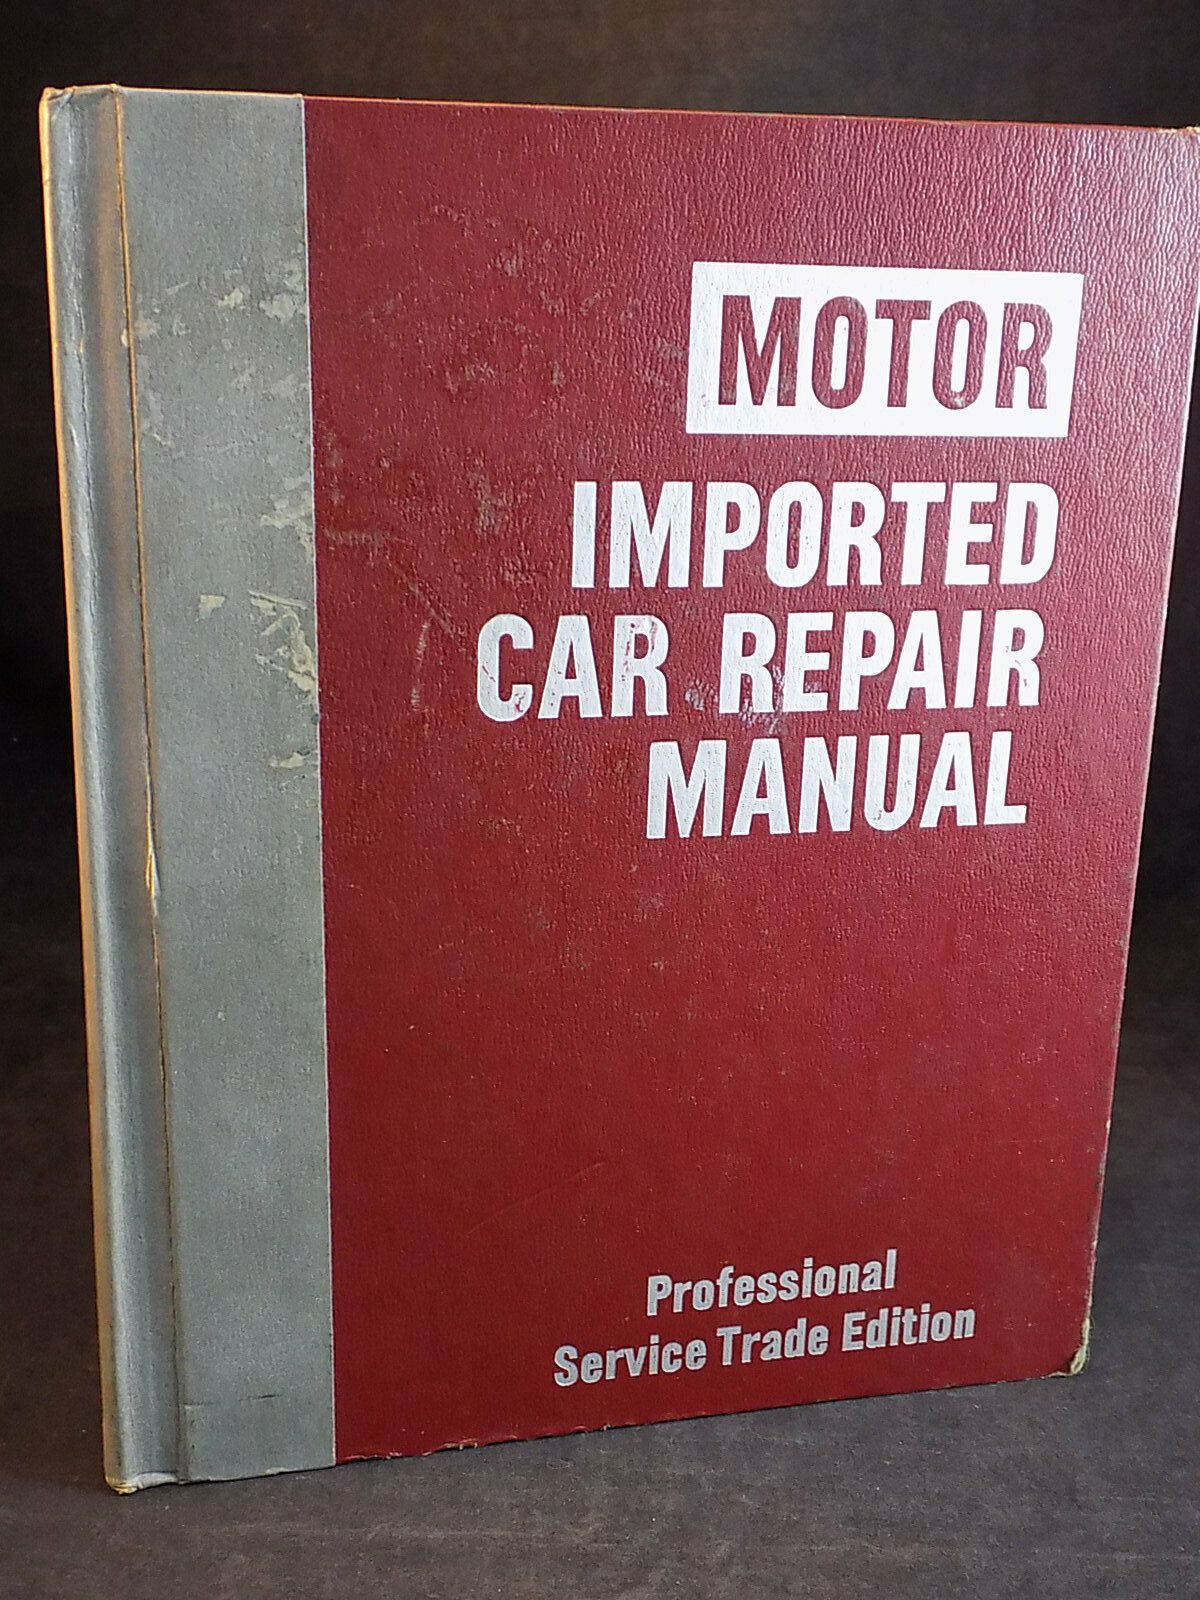 MOTOR
IMPORTED
CAR REPAIR
MANUAL
Professional
Service Trade Edition